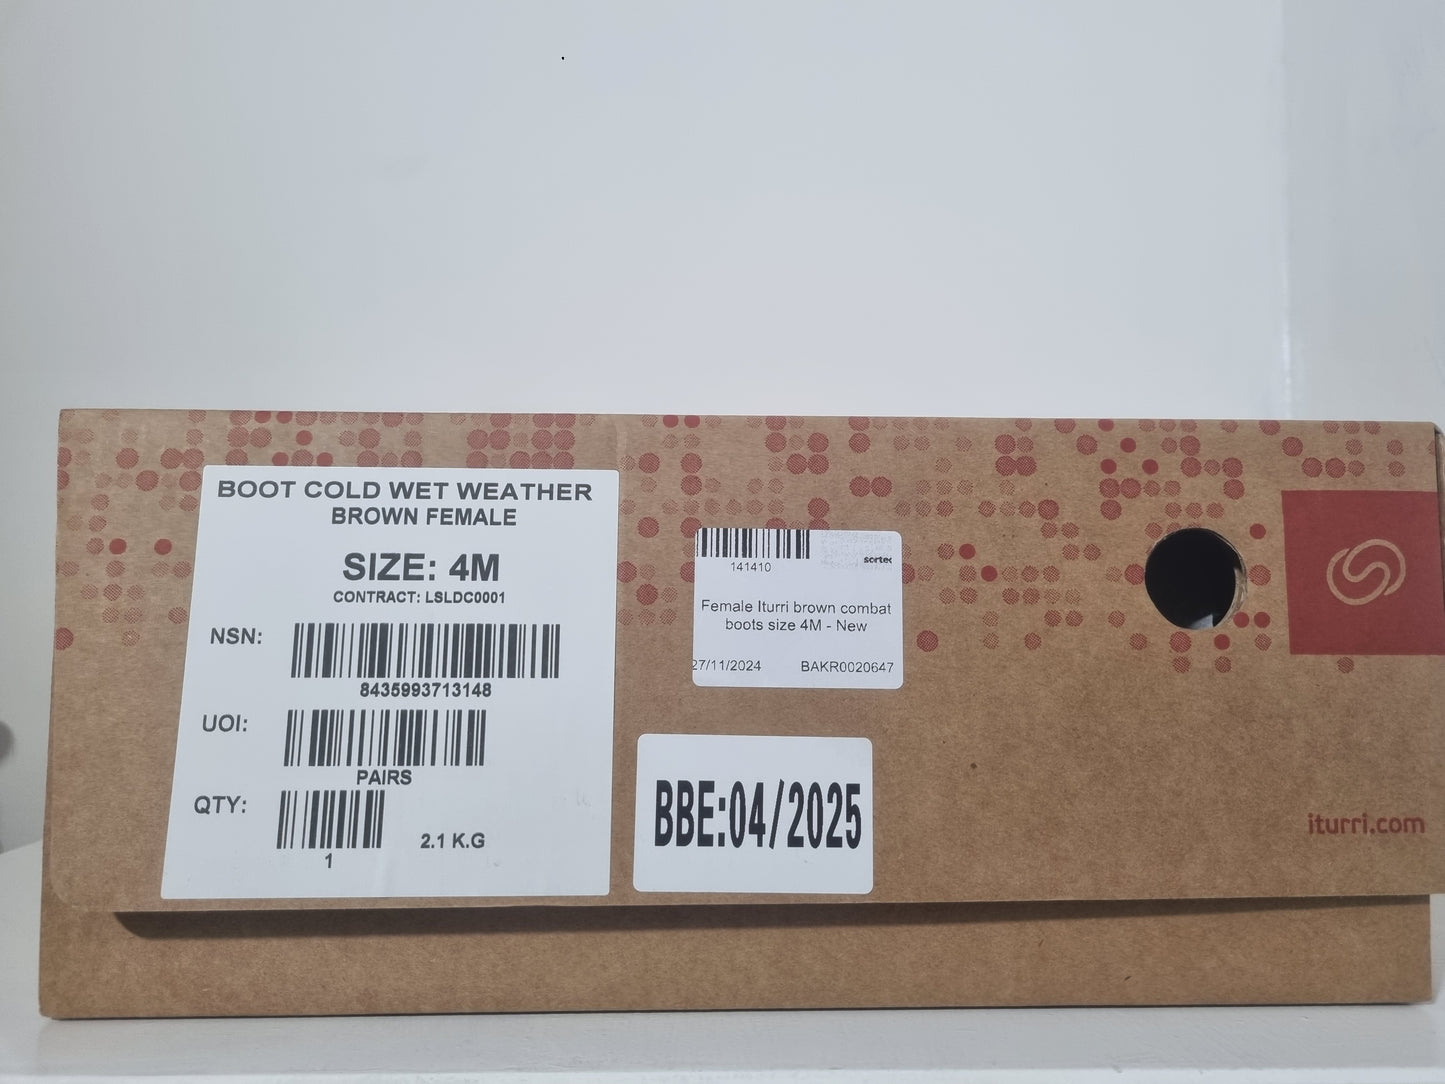 BOOT COLD WET WEATHER
BROWN FEMALE
SIZE: 4M
CONTRACT: LSLDC0001
NSN:
8435993713148
UOI:
PAIRS
QTY:
1
2.1 K.G
141410
sortec
Female Iturri brown combat
boots size 4M - New
27/11/2024 BAKR0020647
BBE:04/2025
iturri.com